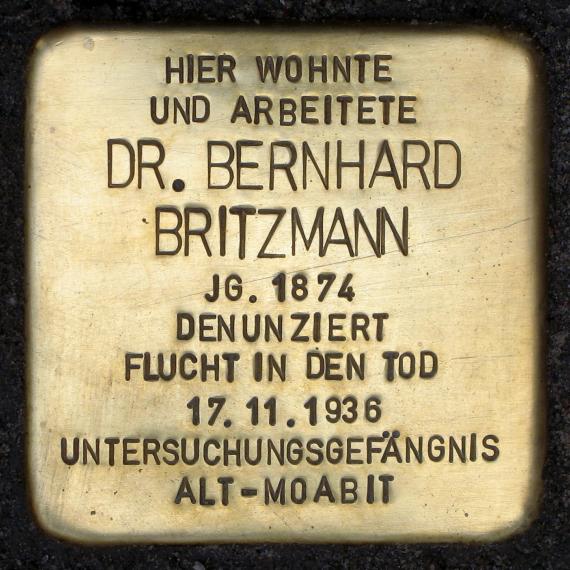 HIER WOHNTE
UND ARBEITETE
DR. BERNHARD
BRITZMANN
JG. 1874
DENUNZIERT
FLUCHT IN DEN TOD
17.11.1936
UNTERSUCHUNGSGEFÄNGNIS
ALT-MOABIT